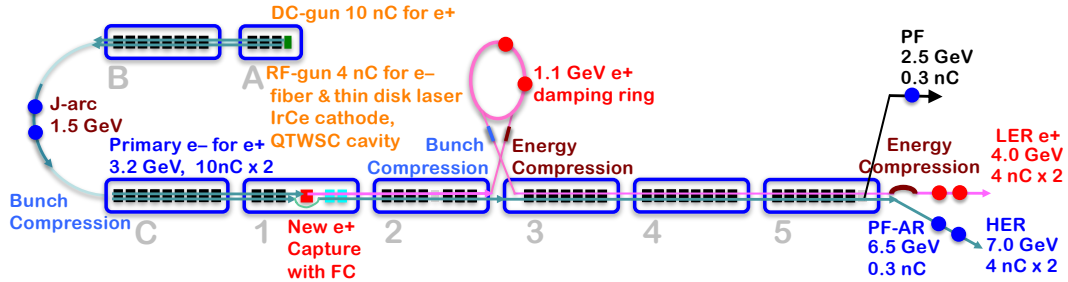 DC-gun 10 nC for e+
B
A
RF-gun 4 nC for e–
fiber & thin disk laser
IrCe cathode,
QTWSC cavity
J-arc
1.5 GeV
Primary e– for e+
3.2 GeV, 10nC x 2
Bunch
Compression
C
1
New e+
Capture
with FC
2
Bunch
Compression
1.1 GeV e+
damping ring
Energy
Compression
3
4
5
PF
2.5 GeV
0.3 nC
Energy
Compression
LER e+
4.0 GeV
4 nC x 2
PF-AR
6.5 GeV
0.3 nC
HER
7.0 GeV
4 nC x 2